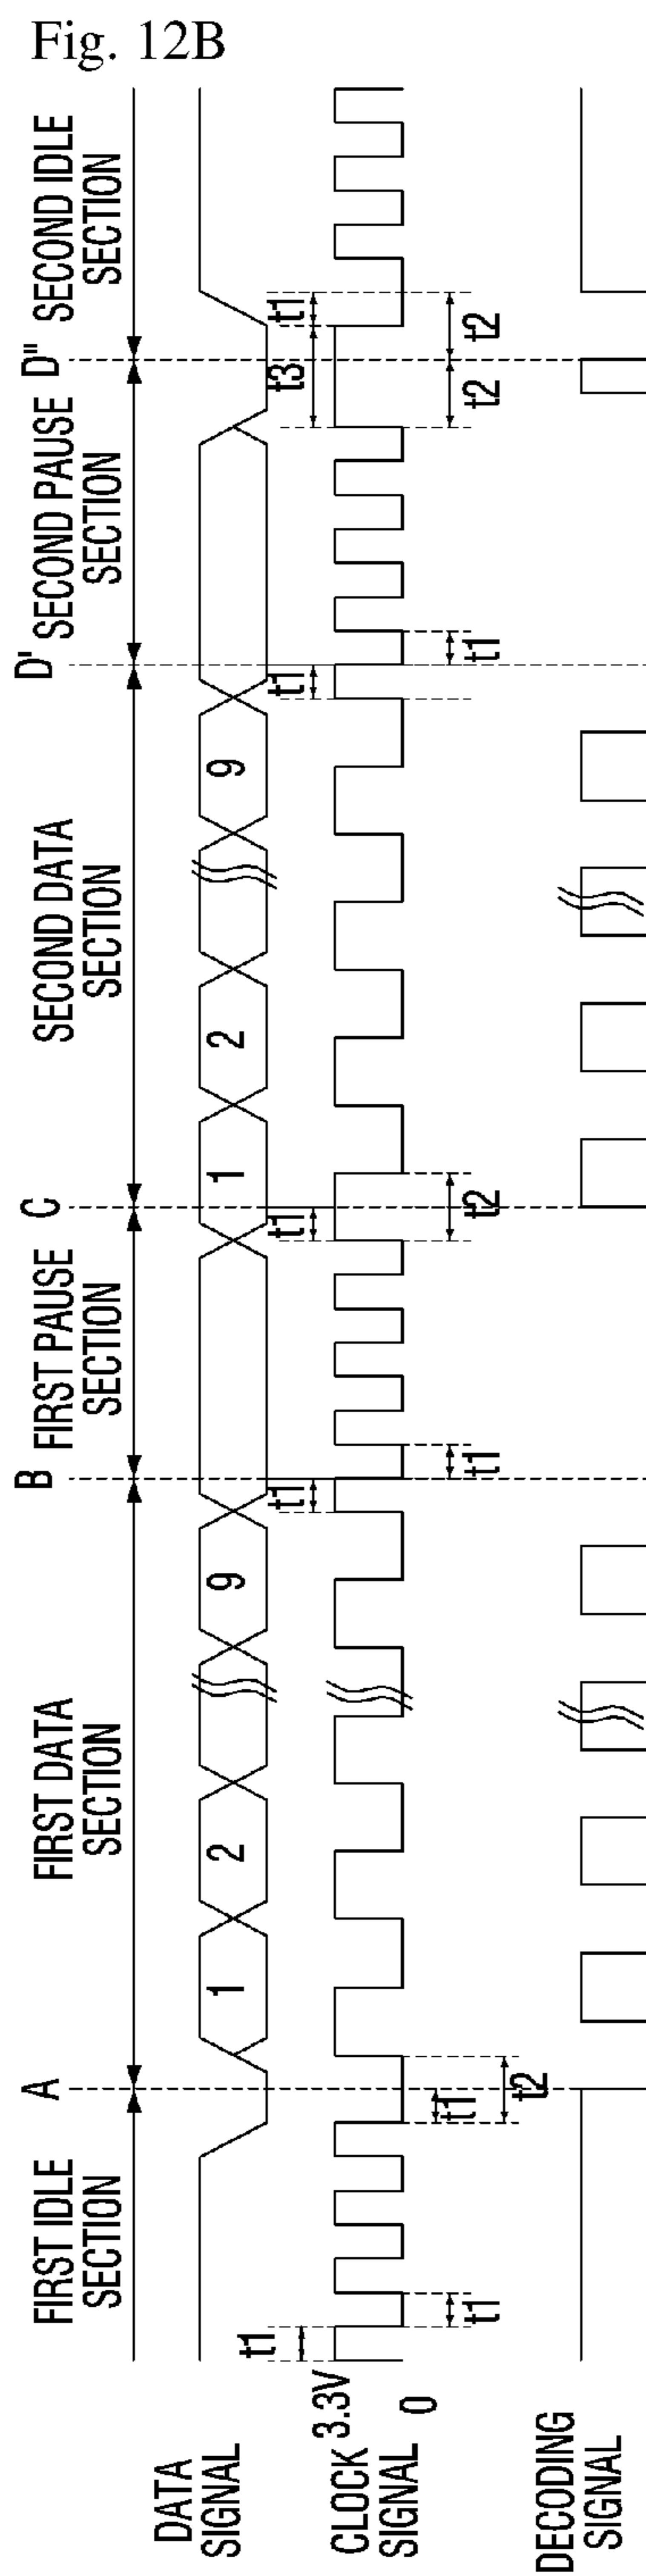 Fig. 12B
FIRST IDLE
SECTION
A
FIRST DATA
SECTION
B
FIRST PAUSE
SECTION
C
SECOND DATA
SECTION
D'
SECOND PAUSE
SECTION
D"
SECOND IDLE
SECTION
DATA
SIGNAL
1
2
9
1
2
9
t1
t1
t1
t1
t3
t1
CLOCK
SIGNAL
3.3V
0
t1
t1
t2
t1
t2
t1
t2
t2
DECODING
SIGNAL